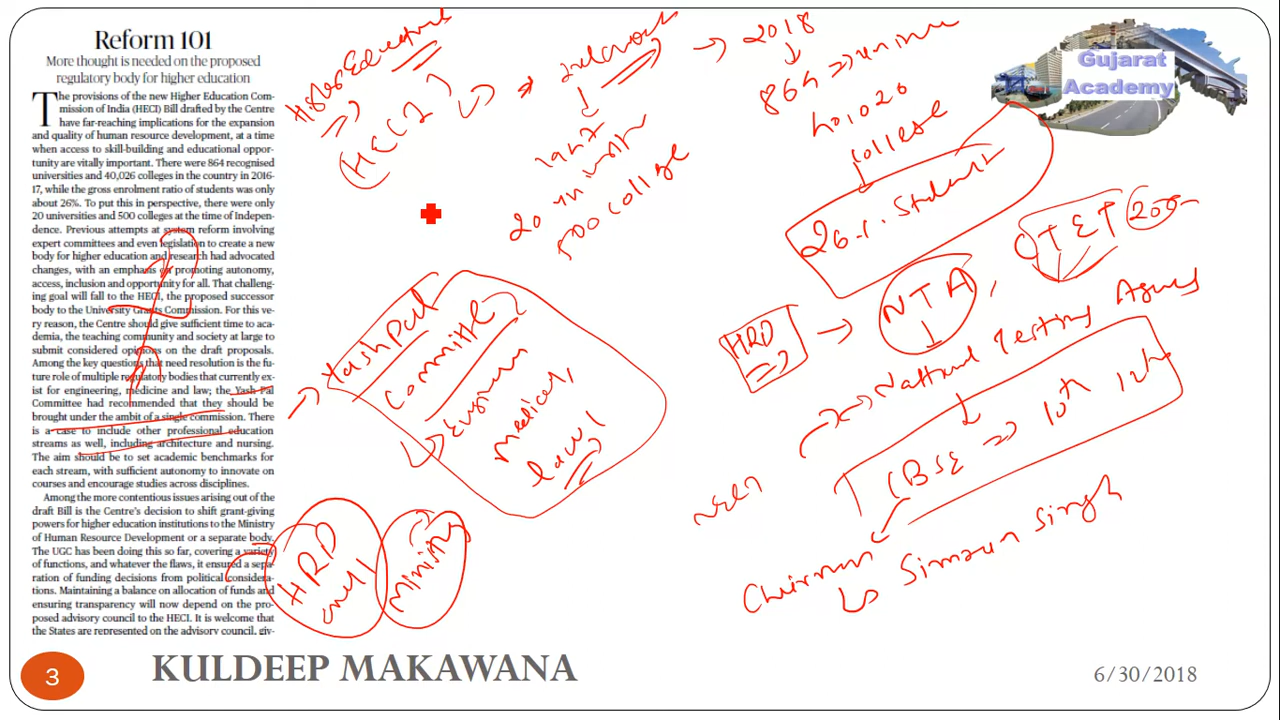 Reform 101
More thought is needed on the proposed
regulatory body for higher education
The provisions of the new Higher Education Com-
mission of India (HECI) Bill drafted by the Centre
have far-reaching implications for the expansion
and quality of human resource development, at a time
when access to skill-building and educational oppor-
tunity are vitally important. There were 864 recognised
universities and 40,026 colleges in the country in 2016-
17, while the gross enrolment ratio of students was only
about 26%. To put this in perspective, there were only
20 universities and 500 colleges at the time of Indepen-
dence. Previous attempts at system reform involving
expert committees and even legislation to create a new
body for higher education and research had advocated
changes, with an emphasis on promoting autonomy,
access, inclusion and opportunity for all. That challeng-
ing goal will fall to the HECI, the proposed successor
body to the University Grants Commission. For this ve-
ry reason, the Centre should give sufficient time to aca-
demia, the teaching community and society at large to
submit considered opinions on the draft proposals.
Among the key questions that need resolution is the fu-
ture role of multiple regulatory bodies that currently ex-
ist for engineering, medicine and law; the Yash Pal
Committee had recommended that they should be
brought under the ambit of a single commission. There
is a case to include other professional education
streams as well, including architecture and nursing.
The aim should be to set academic benchmarks for
each stream, with sufficient autonomy to innovate on
courses and encourage studies across disciplines.
Among the more contentious issues arising out of the
draft Bill is the Centre's decision to shift grant-giving
powers for higher education institutions to the Ministry
of Human Resource Development or a separate body.
The UGC has been doing this so far, covering a variety
of functions, and whatever the flaws, it ensured a sepa-
ration of funding decisions from political considera-
tions. Maintaining a balance on allocation of funds and
ensuring transparency will now depend on the pro-
posed advisory council to the HECI. It is welcome that
the States are represented on the advisory council, giv-
HECI
1947
20
500 college
2018
864
college
26.1. Student
Yash Pal
Committee
medical,
law,
HRD
Ministry
HRD
NTA,
CTET
National Testing
CBSE
10th 12th
Chairman
Simran Singh
Gujarat
Academy
3
KULDEEP MAKAWANA
6/30/2018